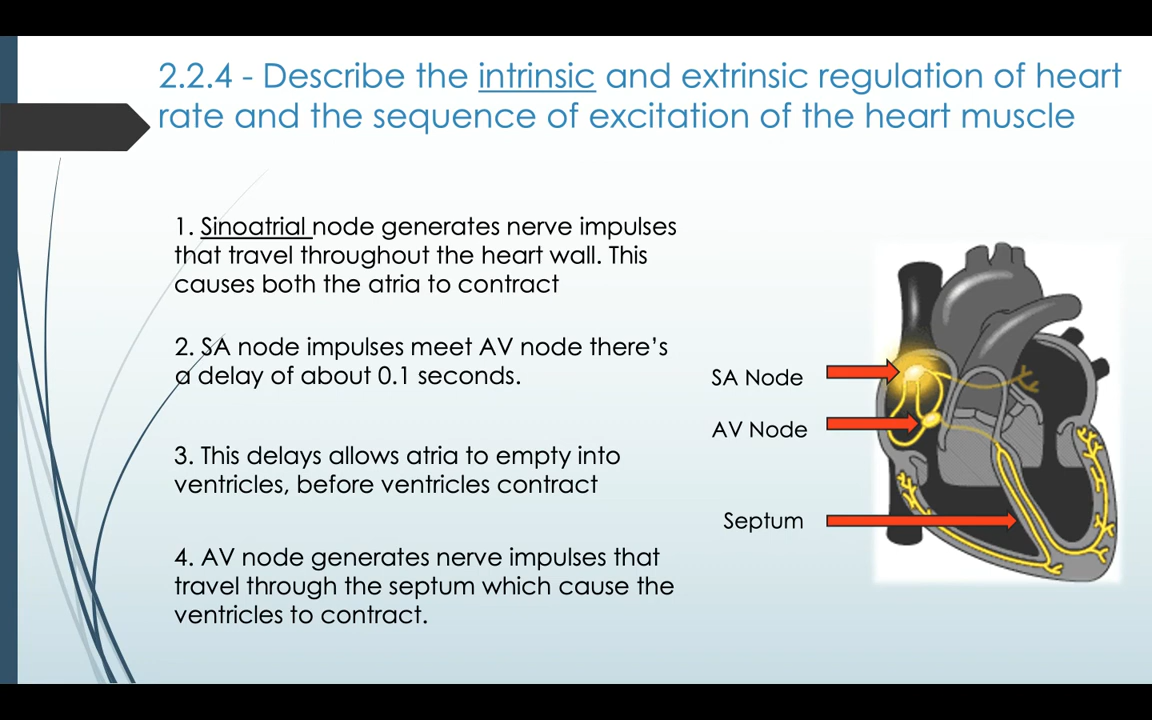 2.2.4 - Describe the intrinsic and extrinsic regulation of heart
rate and the sequence of excitation of the heart muscle
1. Sinoatrial node generates nerve impulses
that travel throughout the heart wall. This
causes both the atria to contract
2. SA node impulses meet AV node there's
a delay of about 0.1 seconds.
3. This delays allows atria to empty into
ventricles, before ventricles contract
4. AV node generates nerve impulses that
travel through the septum which cause the
ventricles to contract.
SA Node
AV Node
Septum